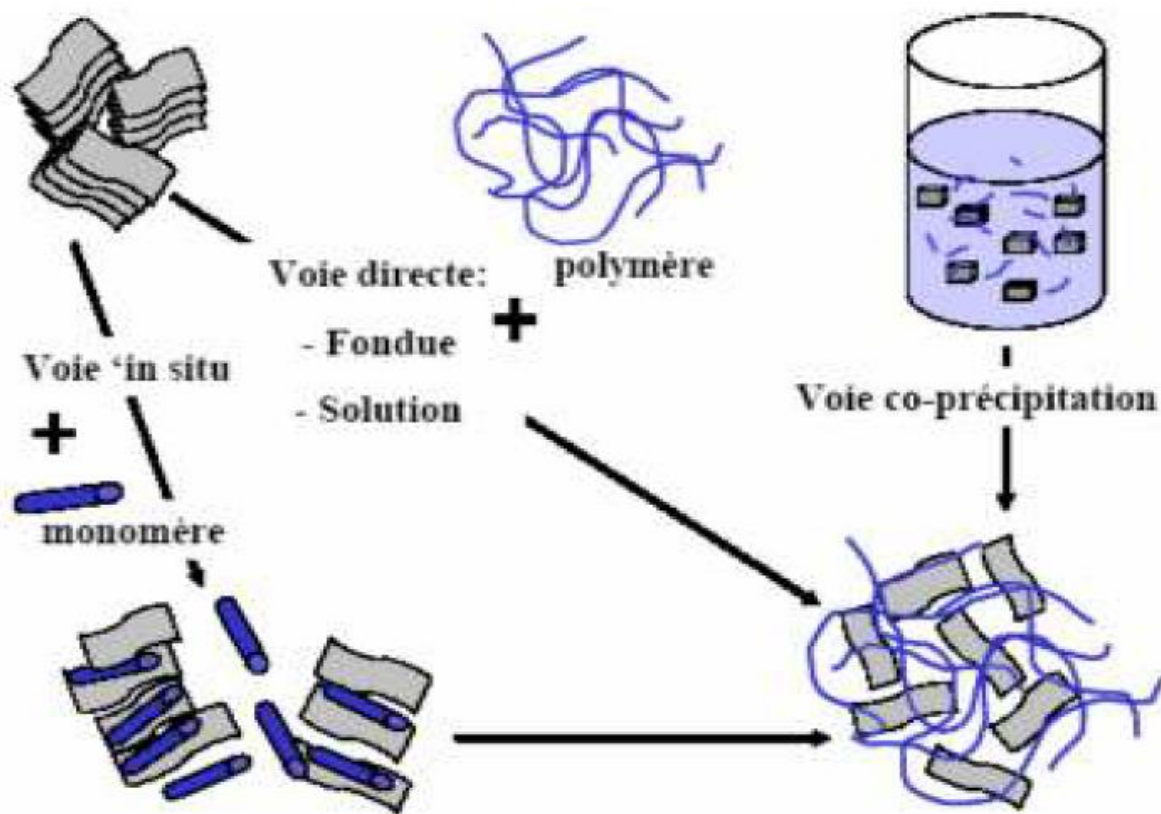 Voie directe:
polymère
- Fondue
- Solution
Voie ‘in situ
monomère
Voie co-précipitation